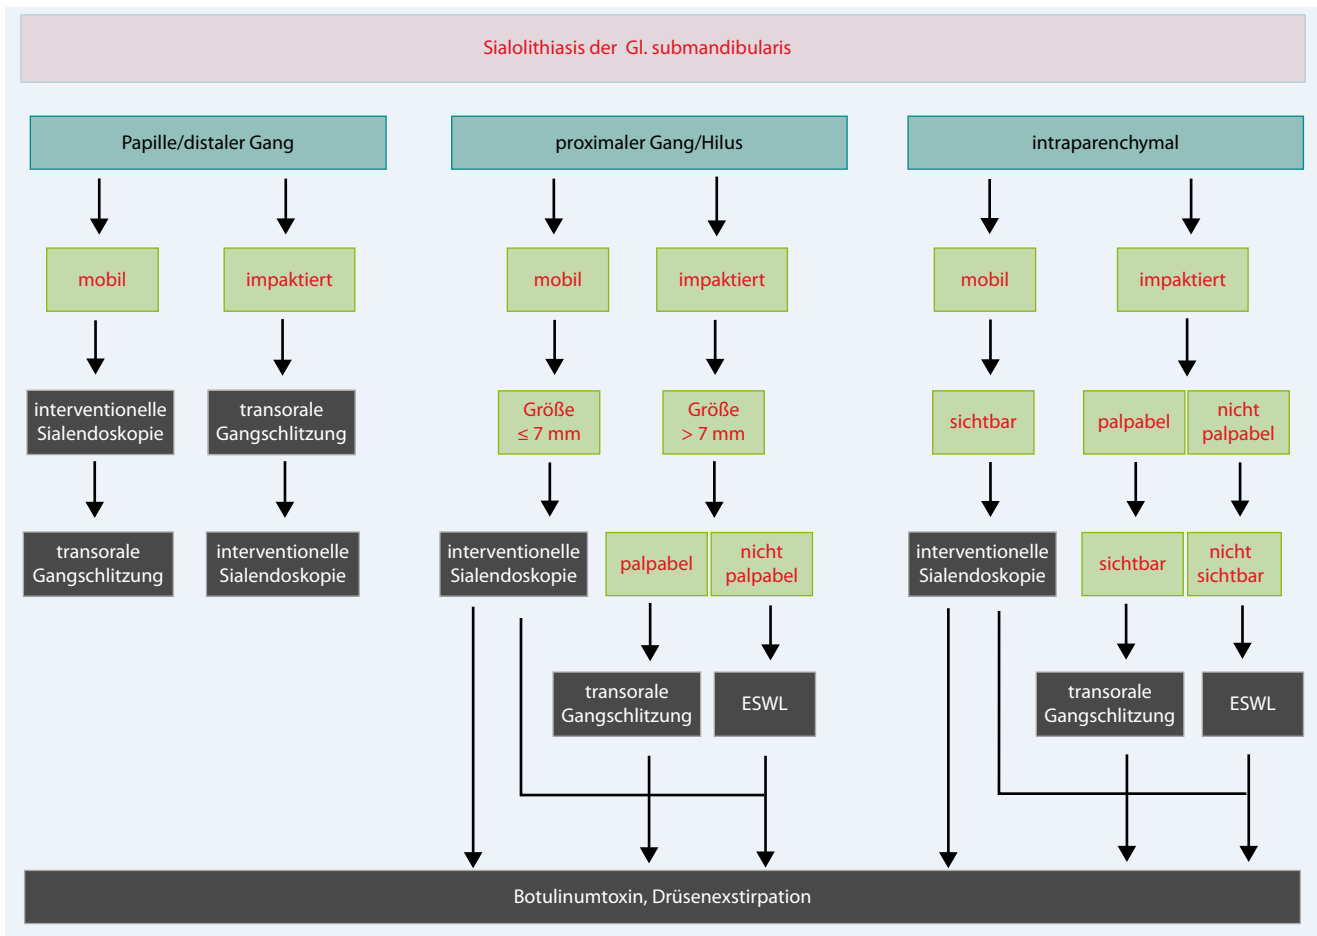 Sialolithiasis der Gl. submandibularis
Papille/distaler Gang
proximaler Gang/Hilus
intraparenchymal
mobil
impaktiert
mobil
impaktiert
mobil
impaktiert
interventionelle
Sialendoskopie
transorale
Gangschlitzung
Größe
≤ 7 mm
Größe
> 7 mm
sichtbar
palpabel
nicht
palpabel
transorale
Gangschlitzung
interventionelle
Sialendoskopie
interventionelle
Sialendoskopie
palpabel
nicht
palpabel
interventionelle
Sialendoskopie
sichtbar
nicht
sichtbar
transorale
Gangschlitzung
ESWL
transorale
Gangschlitzung
ESWL
Botulinumtoxin, Drüsenexstirpation